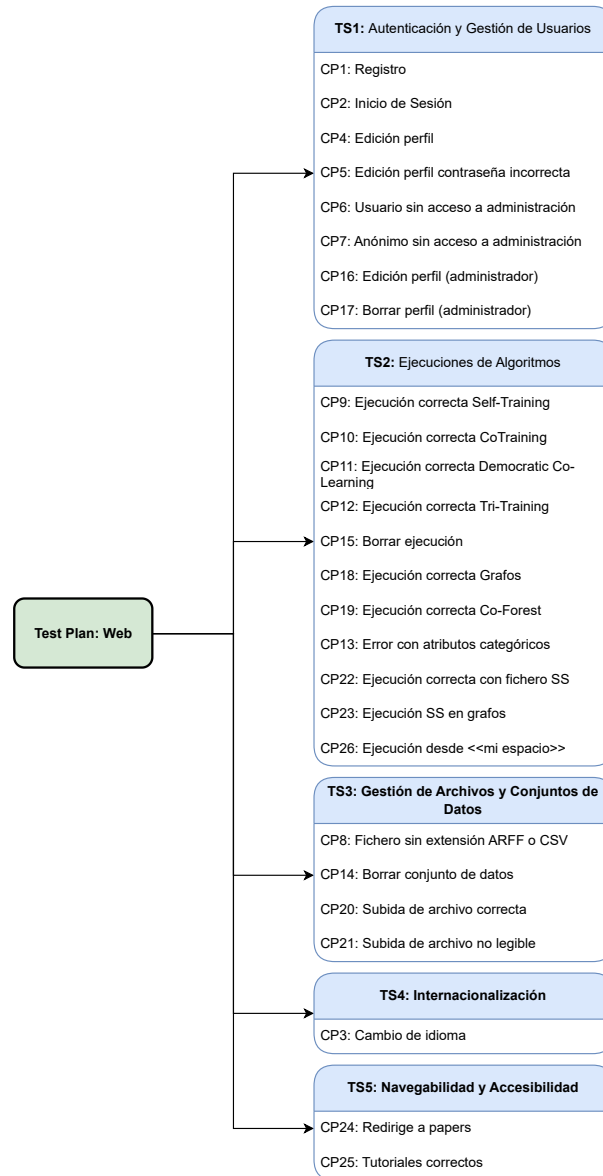 TS1: Autenticación y Gestión de Usuarios
CP1: Registro
CP2: Inicio de Sesión
CP4: Edición perfil
CP5: Edición perfil contraseña incorrecta
CP6: Usuario sin acceso a administración
CP7: Anónimo sin acceso a administración
CP16: Edición perfil (administrador)
CP17: Borrar perfil (administrador)
TS2: Ejecuciones de Algoritmos
CP9: Ejecución correcta Self-Training
CP10: Ejecución correcta CoTraining
CP11: Ejecución correcta Democratic Co-
Learning
CP12: Ejecución correcta Tri-Training
CP15: Borrar ejecución
CP18: Ejecución correcta Grafos
CP19: Ejecución correcta Co-Forest
CP13: Error con atributos categóricos
CP22: Ejecución correcta con fichero SS
CP23: Ejecución SS en grafos
CP26: Ejecución desde <<mi espacio>>
Test Plan: Web
TS3: Gestión de Archivos y Conjuntos de
Datos
CP8: Fichero sin extensión ARFF o CSV
CP14: Borrar conjunto de datos
CP20: Subida de archivo correcta
CP21: Subida de archivo no legible
TS4: Internacionalización
CP3: Cambio de idioma
TS5: Navegabilidad y Accesibilidad
CP24: Redirige a papers
CP25: Tutoriales correctos